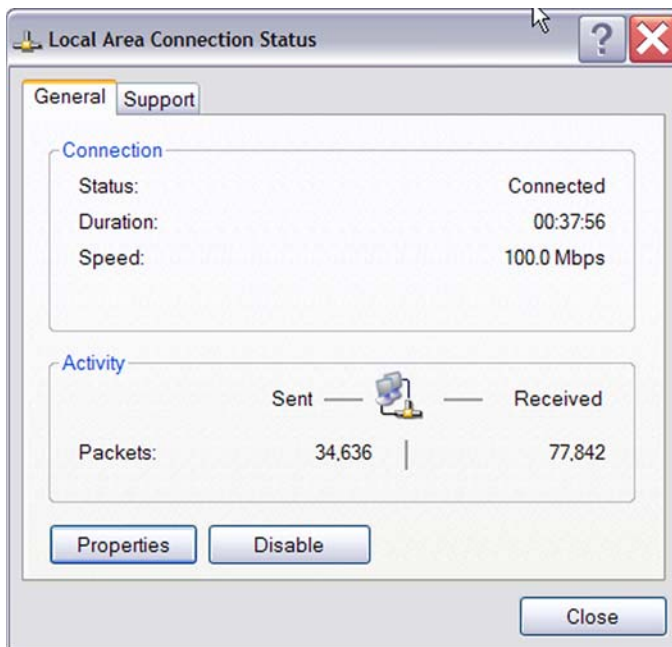 Local Area Connection Status
General Support
Connection
Status: Connected
Duration: 00:37:56
Speed: 100.0 Mbps
Activity
Sent Received
Packets: 34,636 77,842
Properties Disable
Close